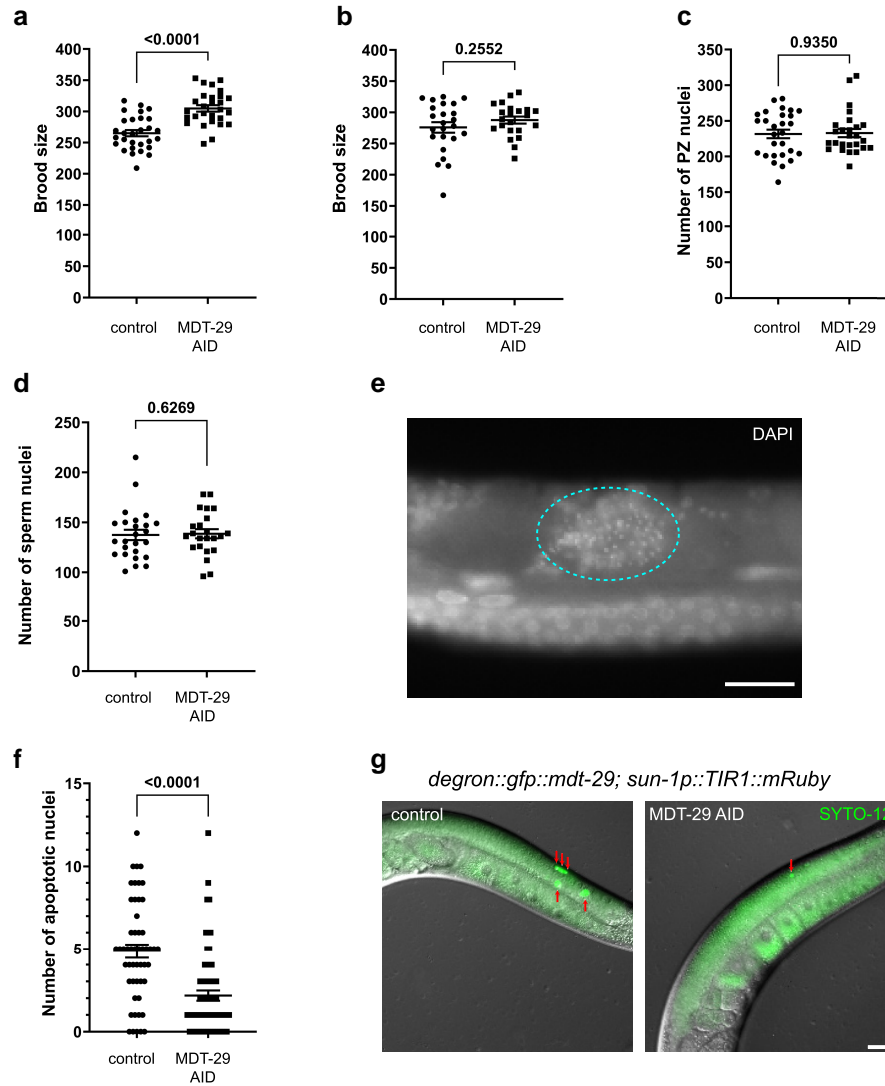 a
<0.0001
Brood size
400
350
300
250
200
150
100
50
0
control
MDT-29
AID
b
0.2552
Brood size
400
350
300
250
200
150
100
50
0
control
MDT-29
AID
c
0.9350
Number of PZ nuclei
350
300
250
200
150
100
50
0
control
MDT-29
AID
d
0.6269
Number of sperm nuclei
250
200
150
100
50
0
control
MDT-29
AID
e
DAPI
f
<0.0001
Number of apoptotic nuclei
15
10
5
0
control
MDT-29
AID
g
degron::gfp::mdt-29; sun-1p::TIR1::mRuby
control
MDT-29 AID
SYTO-12